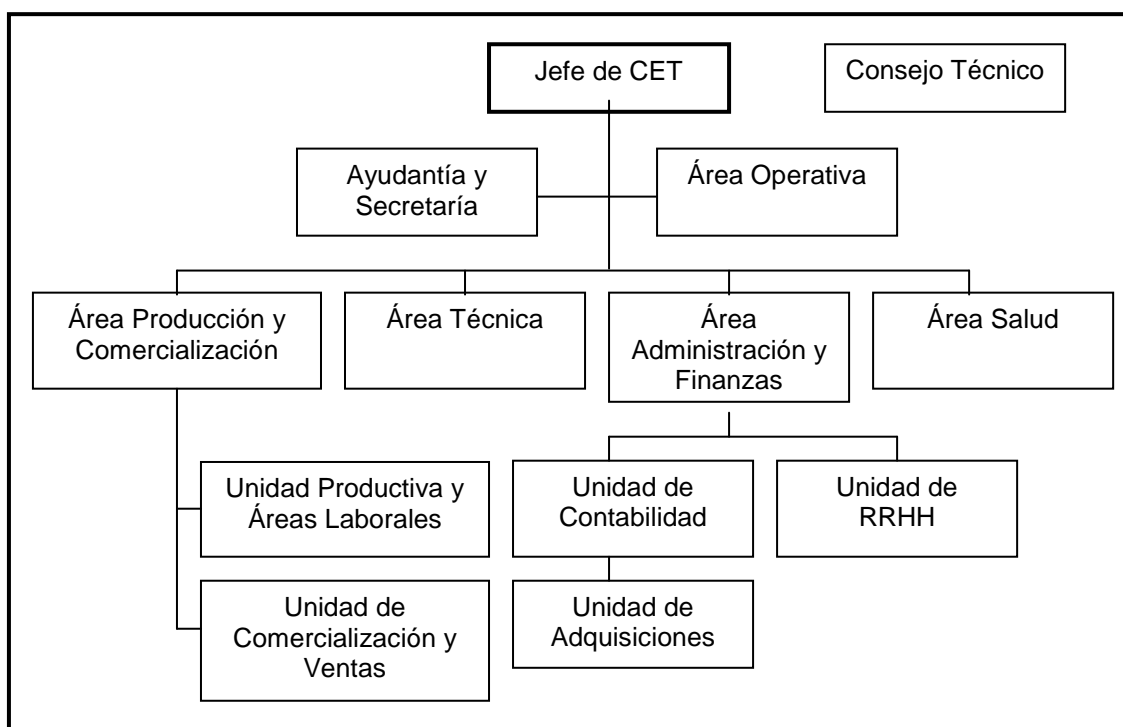 Jefe de CET
Consejo Técnico
Ayudantía y
Secretaría
Área Operativa
Área Producción y
Comercialización
Área Técnica
Área
Administración y
Finanzas
Área Salud
Unidad Productiva y
Áreas Laborales
Unidad de
Contabilidad
Unidad de
RRHH
Unidad de
Comercialización y
Ventas
Unidad de
Adquisiciones